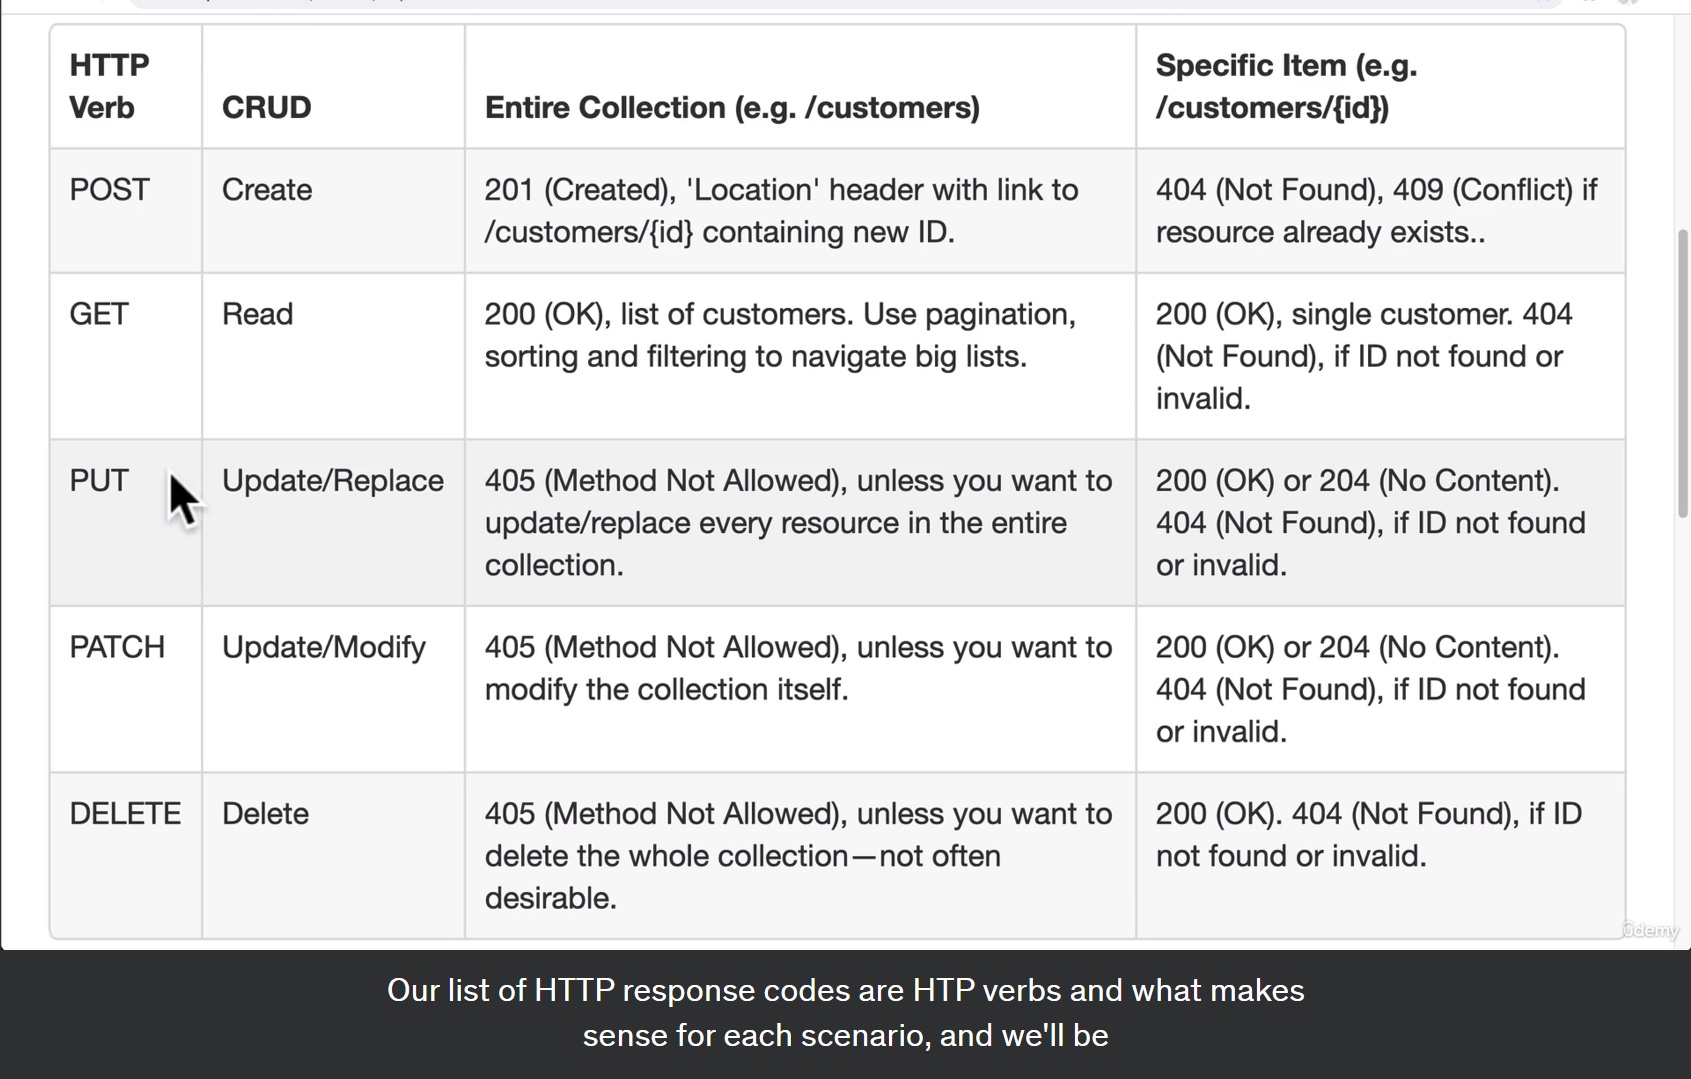 HTTP
Verb
CRUD
Entire Collection (e.g. /customers)
Specific Item (e.g.
/customers/{id})
POST
Create
201 (Created), 'Location' header with link to
/customers/{id} containing new ID.
404 (Not Found), 409 (Conflict) if
resource already exists..
GET
Read
200 (OK), list of customers. Use pagination,
sorting and filtering to navigate big lists.
200 (OK), single customer. 404
(Not Found), if ID not found or
invalid.
PUT
Update/Replace
405 (Method Not Allowed), unless you want to
update/replace every resource in the entire
collection.
200 (OK) or 204 (No Content).
404 (Not Found), if ID not found
or invalid.
PATCH
Update/Modify
405 (Method Not Allowed), unless you want to
modify the collection itself.
200 (OK) or 204 (No Content).
404 (Not Found), if ID not found
or invalid.
DELETE
Delete
405 (Method Not Allowed), unless you want to
delete the whole collection—not often
desirable.
200 (OK). 404 (Not Found), if ID
not found or invalid.
Udemy
Our list of HTTP response codes are HTP verbs and what makes
sense for each scenario, and we'll be